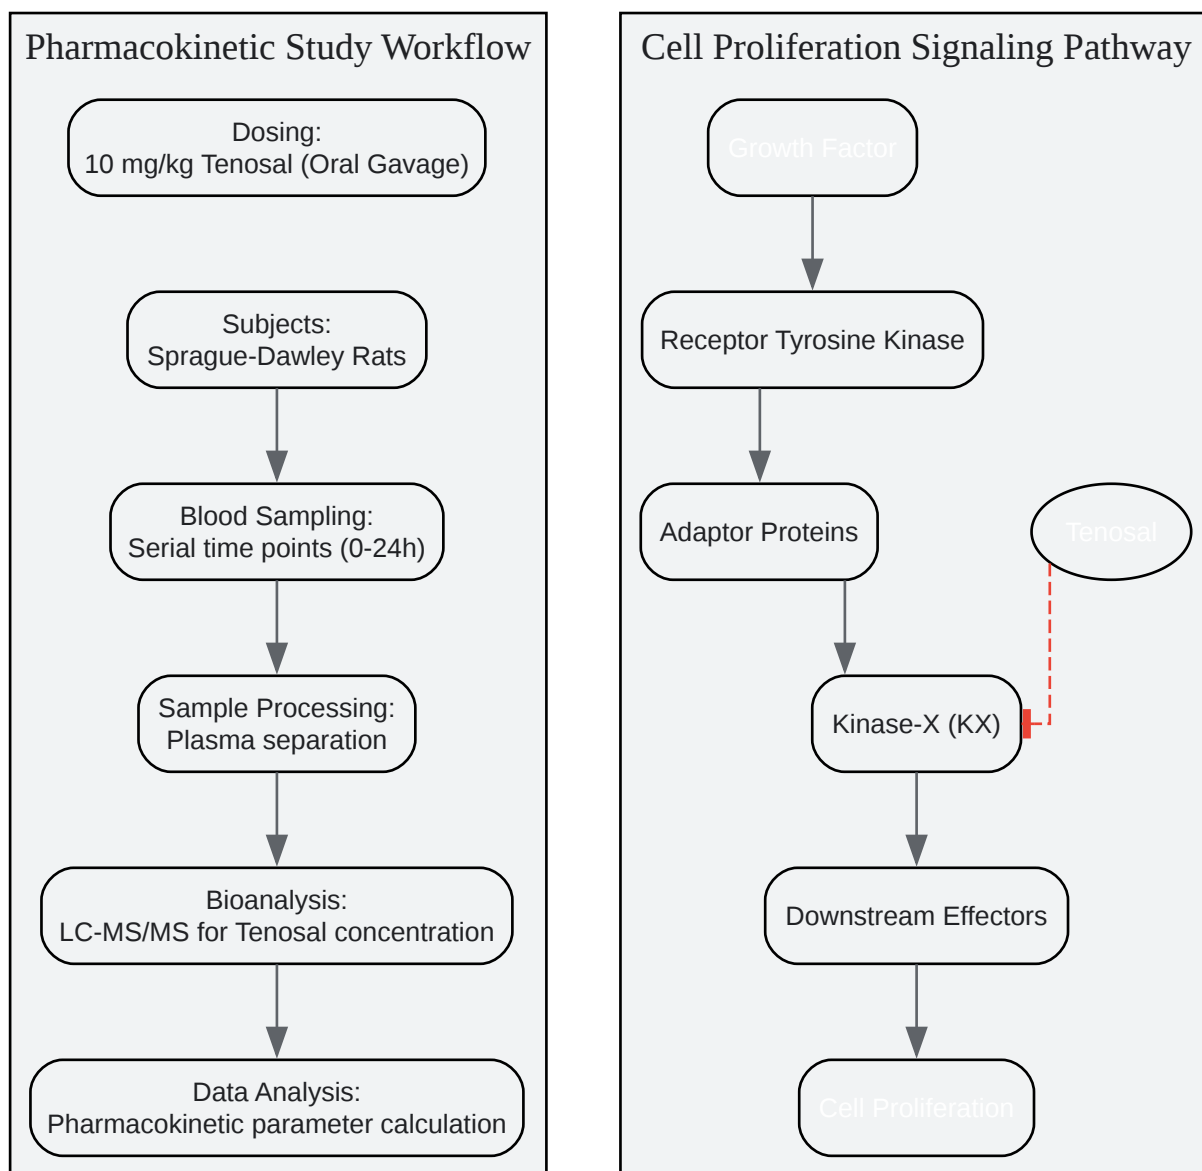 Pharmacokinetic Study Workflow
Dosing:
10 mg/kg Tenosal (Oral Gavage)
Subjects:
Sprague-Dawley Rats
Blood Sampling:
Serial time points (0-24h)
Sample Processing:
Plasma separation
Bioanalysis:
LC-MS/MS for Tenosal concentration
Data Analysis:
Pharmacokinetic parameter calculation
Cell Proliferation Signaling Pathway
Growth Factor
Receptor Tyrosine Kinase
Adaptor Proteins
Tenosal
Kinase-X (KX)
Downstream Effectors
Cell Proliferation